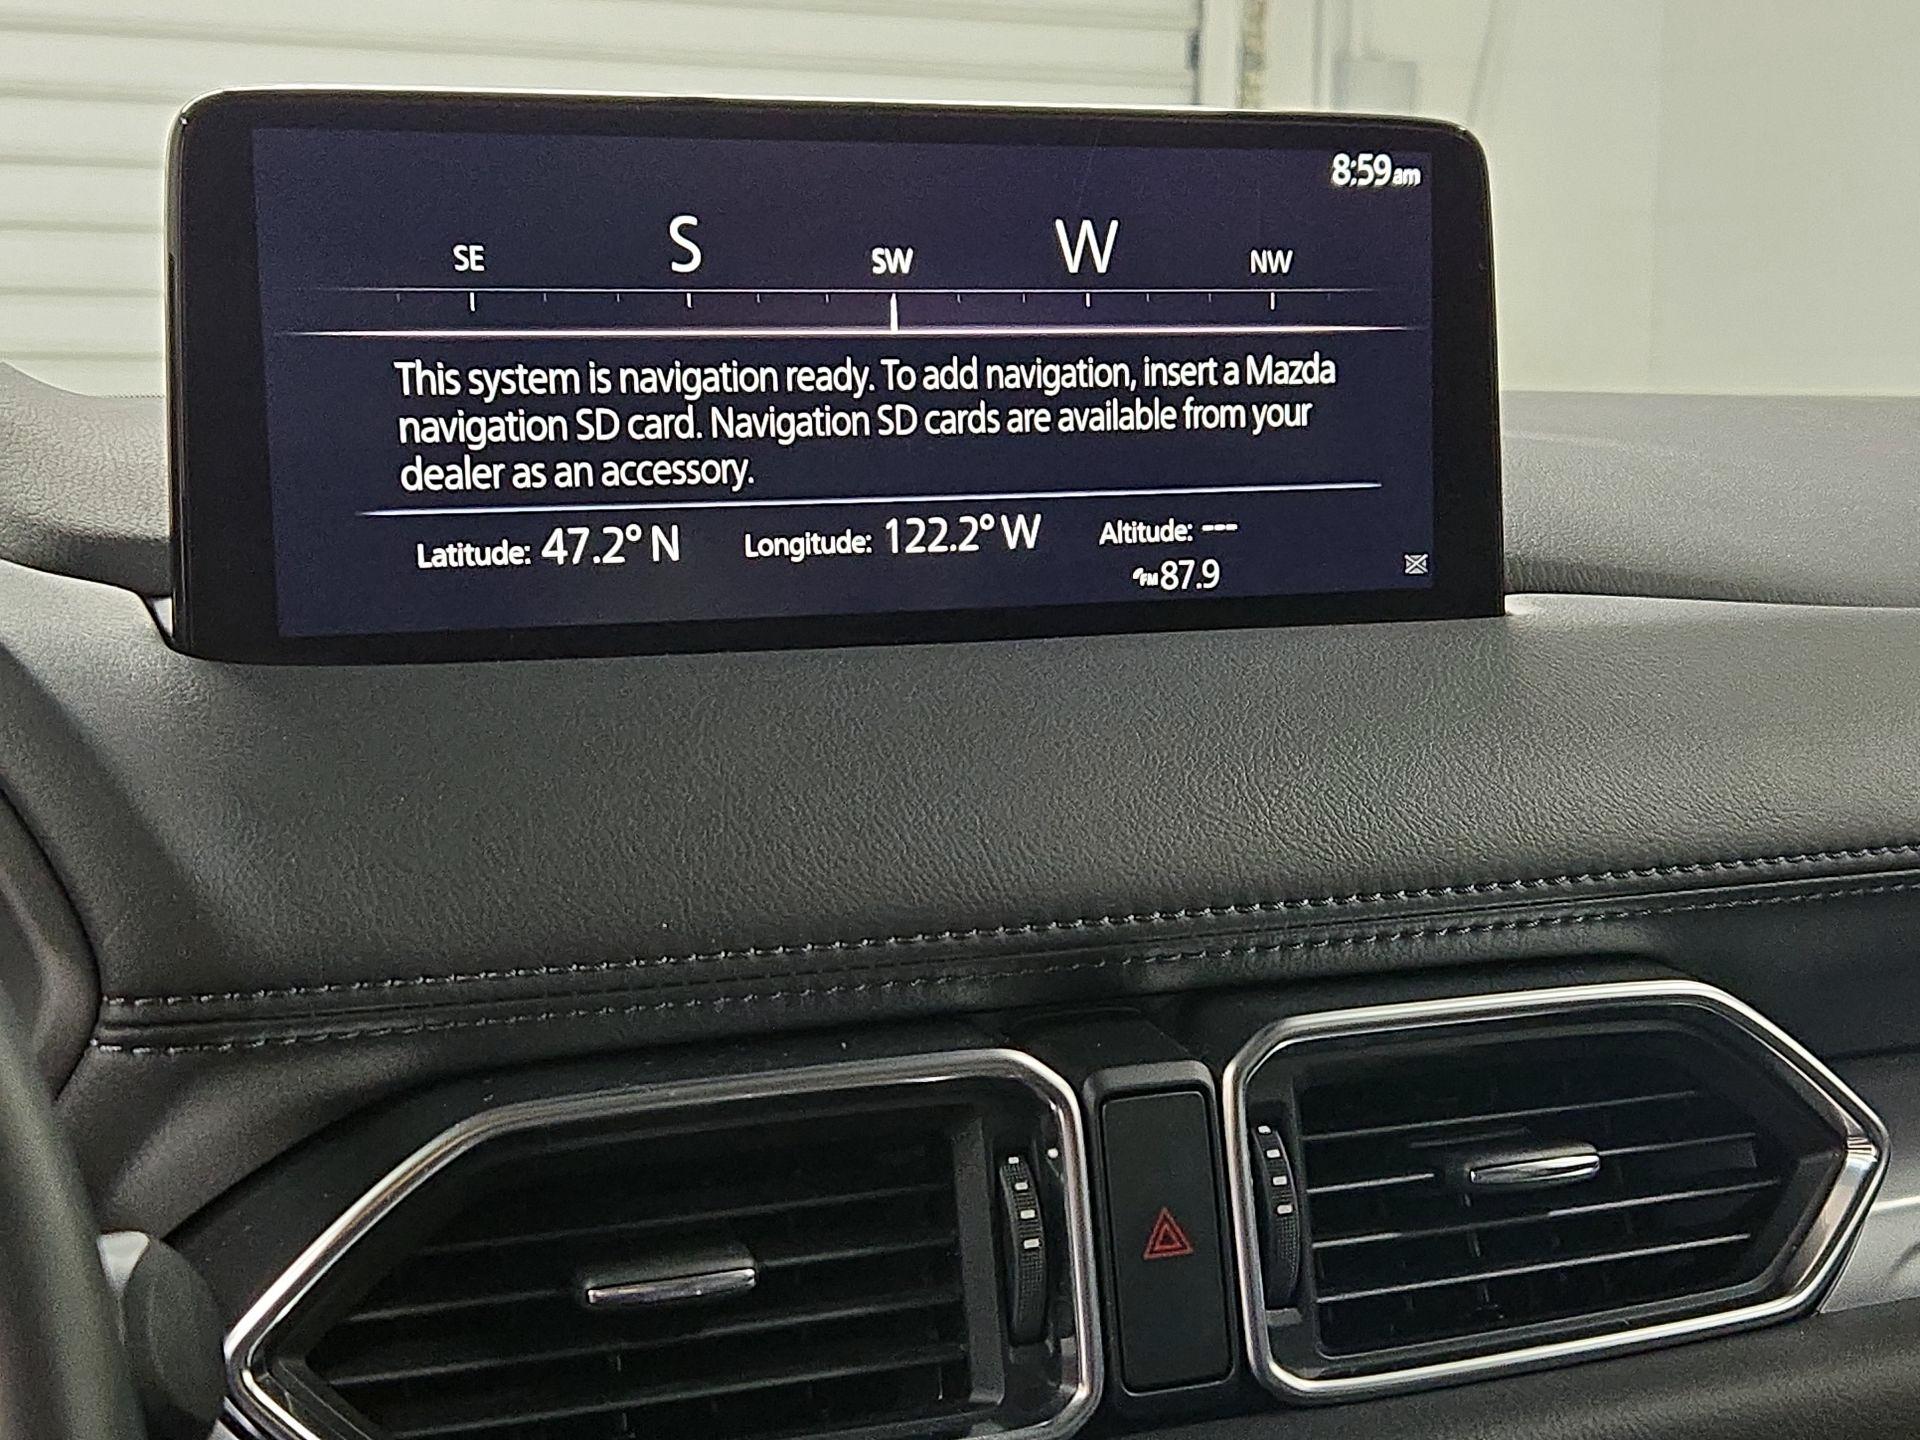 8:59am
SE S SW W NW
This system is navigation ready. To add navigation, insert a Mazda
navigation SD card. Navigation SD cards are available from your
dealer as an accessory.
Latitude: 47.2° N Longitude: 122.2° W Altitude: ---
FM 87.9